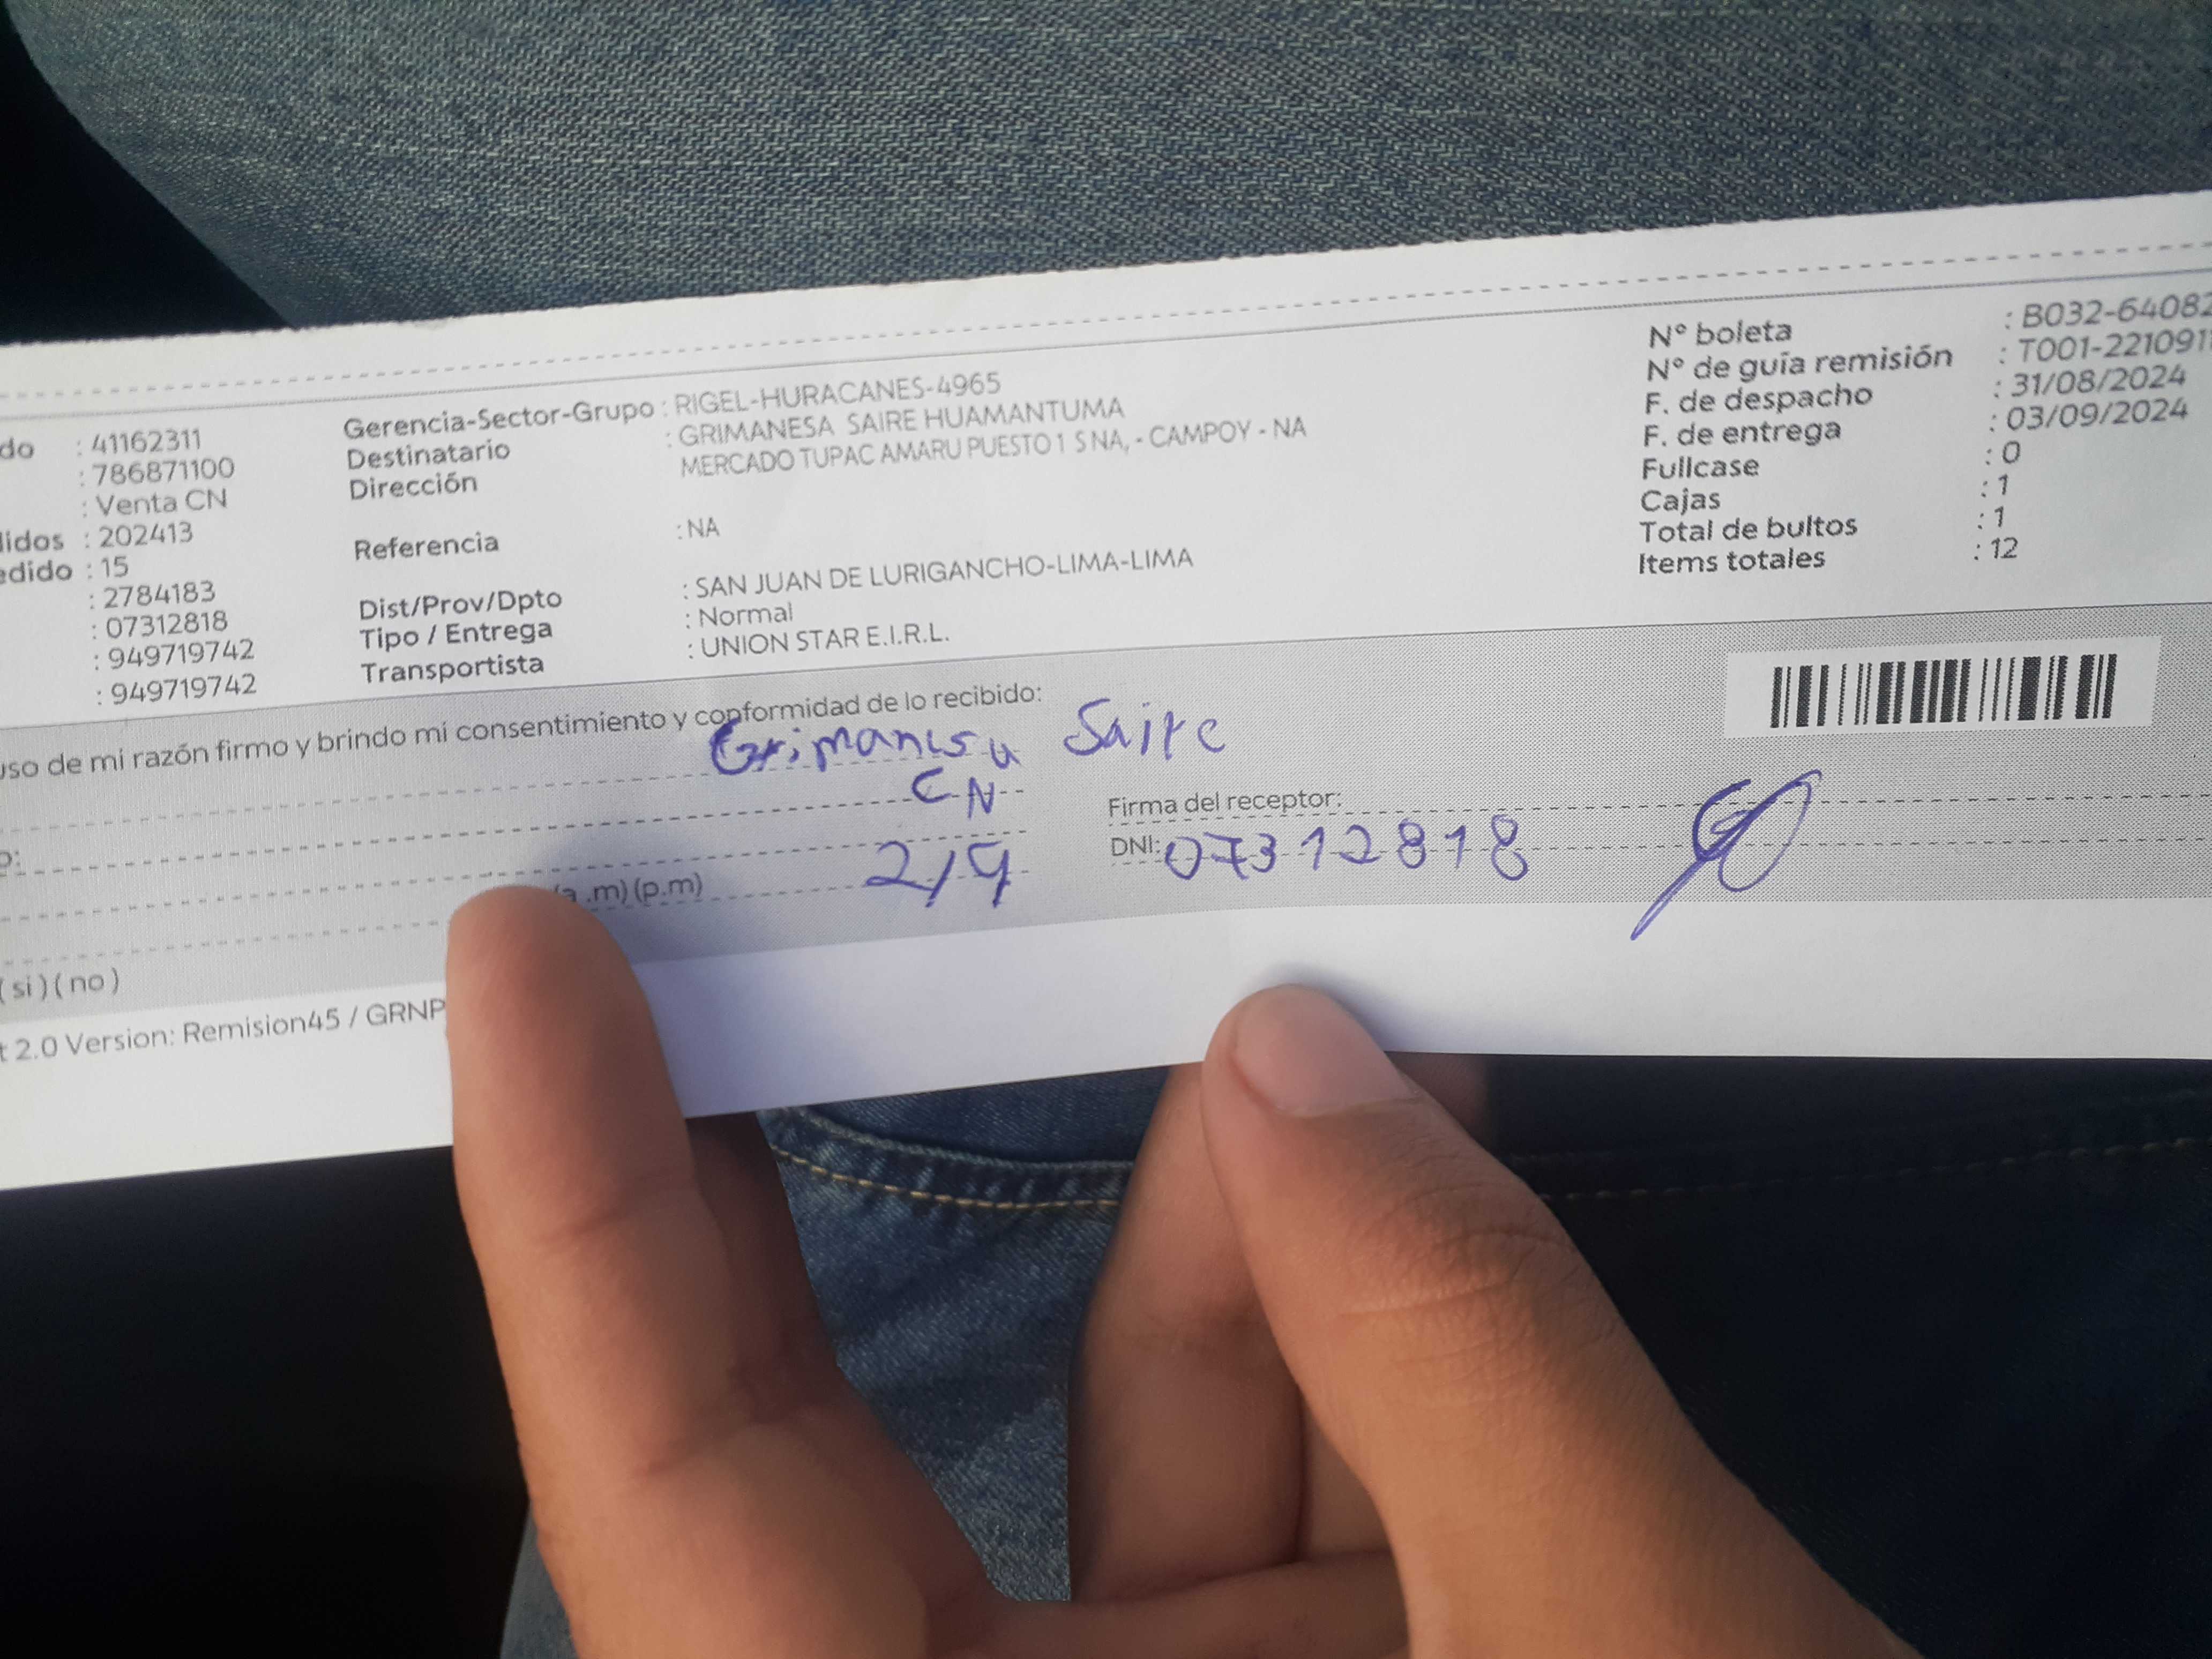 : 41162311
: 786871100
: Venta CN
: 202413
: 15
: 2784183
: 07312818
: 949719742
: 949719742
Gerencia-Sector-Grupo : RIGEL-HURACANES-4965
Destinatario : GRIMANESA SAIRE HUAMANTUMA
Dirección MERCADO TUPAC AMARU PUESTO 1 S NA, - CAMPOY - NA
Referencia : NA
Dist/Prov/Dpto : SAN JUAN DE LURIGANCHO-LIMA-LIMA
Tipo / Entrega : Normal
Transportista : UNION STAR E.I.R.L.
N° boleta : B032-64082
N° de guía remisión : T001-221091
F. de despacho : 31/08/2024
F. de entrega : 03/09/2024
Fullcase : 0
Cajas : 1
Total de bultos : 1
Items totales : 12
uso de mi razón firmo y brindo mi consentimiento y conformidad de lo recibido:
Grimanesa Saire
CN
Firma del receptor:
(a .m) (p.m) 2/9
DNI: 07312818
( si ) ( no )
t 2.0 Version: Remision45 / GRNP